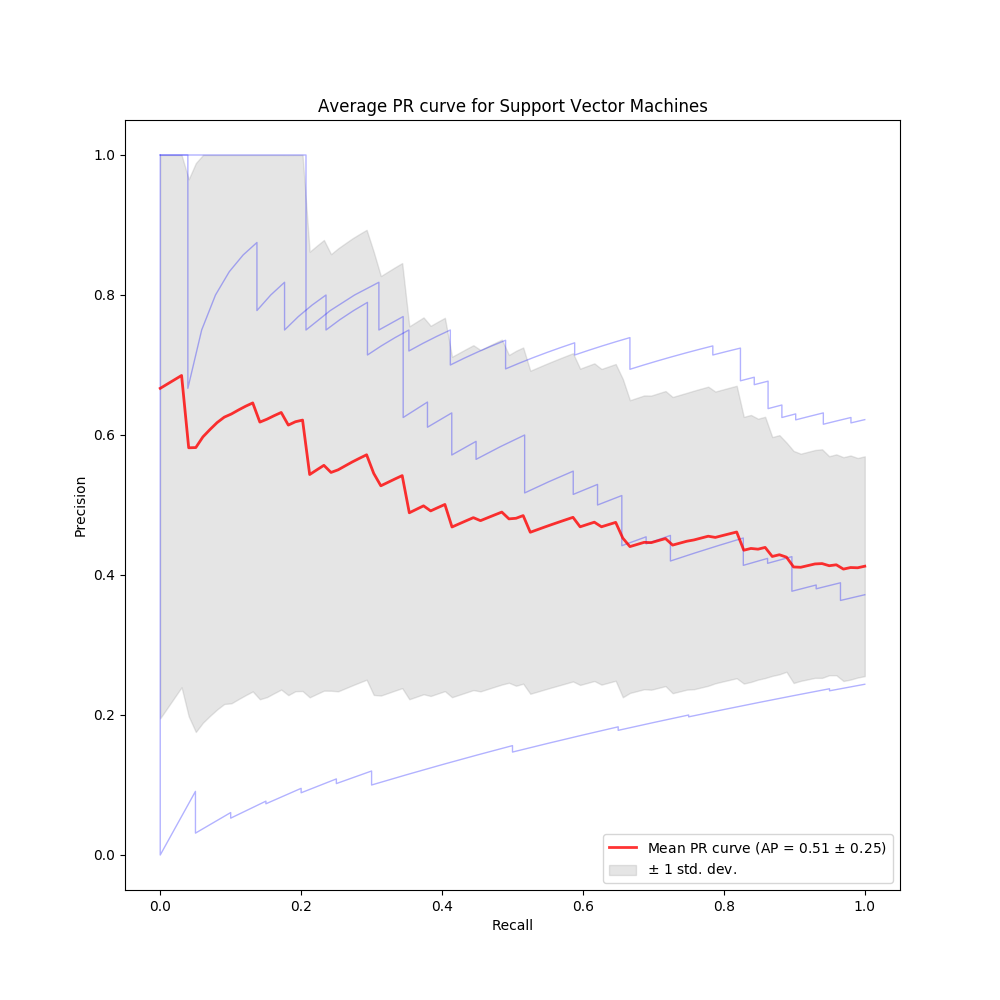 Average PR curve for Support Vector Machines
1.0
0.8
0.6
0.4
0.2
0.0
Precision
Mean PR curve (AP = 0.51 ± 0.25)
± 1 std. dev.
0.0 0.2 0.4 0.6 0.8 1.0
Recall